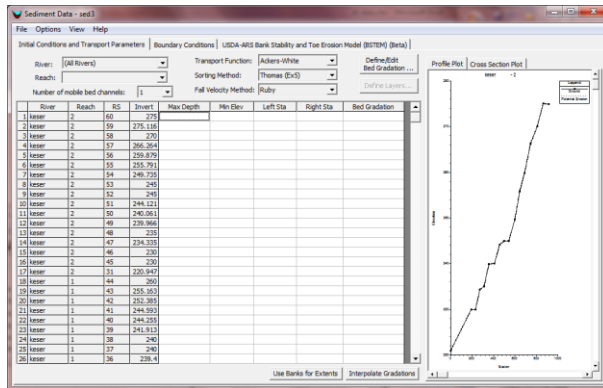 Sediment Data - sed3
File Options View Help
Initial Conditions and Transport Parameters Boundary Conditions USDA-ARS Bank Stability and Toe Erosion Model (BSTEM) (Beta)
River: (All Rivers) Transport Function: Ackers-White Define/Edit Bed Gradation ...
Reach: Sorting Method: Thomas (Ex5) Define Layers...
Number of mobile bed channels: 1 Fall Velocity Method: Ruby
Profile Plot Cross Section Plot
River Reach RS Invert Max Depth Min Elev Left Sta Right Sta Bed Gradation
1 keser 2 60 275
2 keser 2 59 275.116
3 keser 2 58 270
4 keser 2 57 266.264
5 keser 2 56 259.879
6 keser 2 55 255.791
7 keser 2 54 249.735
8 keser 2 53 245
9 keser 2 52 245
10 keser 2 51 244.121
11 keser 2 50 240.061
12 keser 2 49 239.966
13 keser 2 48 235
14 keser 2 47 234.335
15 keser 2 46 230
16 keser 2 45 230
17 keser 2 31 220.947
18 keser 1 44 260
19 keser 1 43 255.163
20 keser 1 42 252.385
21 keser 1 41 244.593
22 keser 1 40 244.255
23 keser 1 39 241.913
24 keser 1 38 240
25 keser 1 37 240
26 keser 1 36 239.4
Use Banks for Extents Interpolate Gradations
keser - 2
Legend